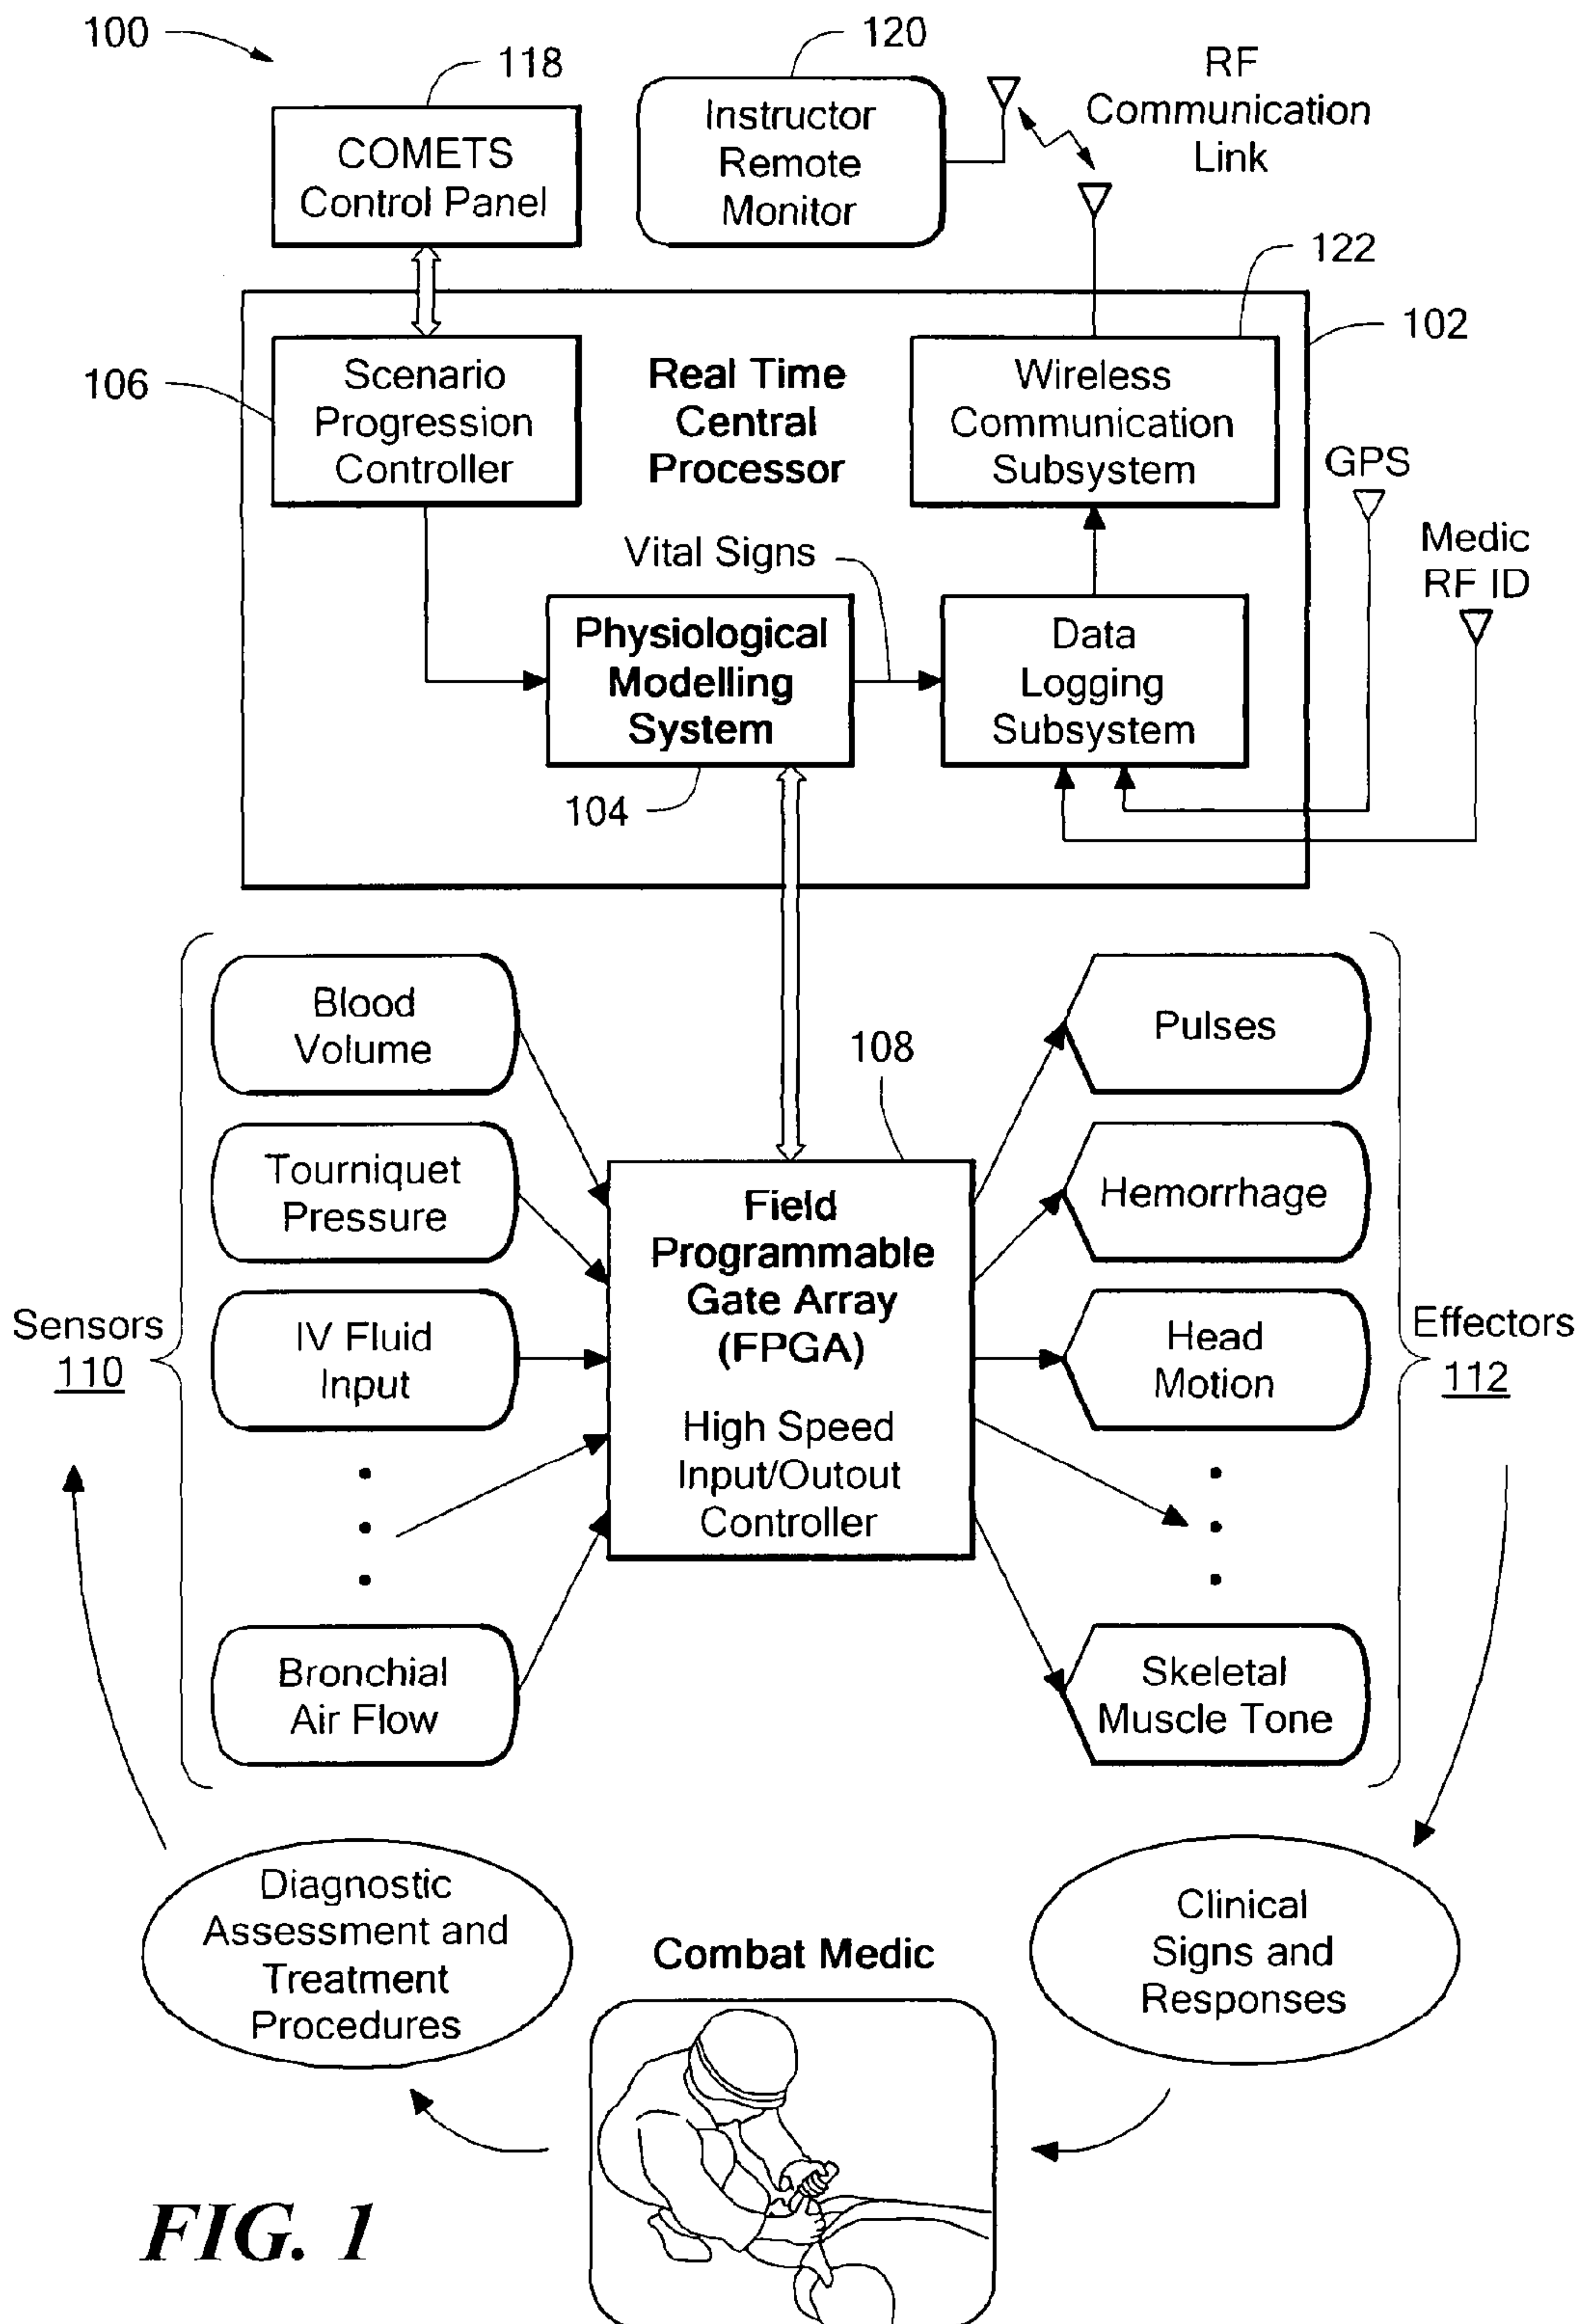 100
118
120
COMETS
Control Panel
Instructor
Remote
Monitor
RF
Communication
Link
122
102
106
Scenario
Progression
Controller
Real Time
Central
Processor
Wireless
Communication
Subsystem
GPS
Medic
RF ID
Vital Signs
Physiological
Modelling
System
Data
Logging
Subsystem
104
108
Sensors
110
Blood
Volume
Tourniquet
Pressure
IV Fluid
Input
Bronchial
Air Flow
Field
Programmable
Gate Array
(FPGA)
High Speed
Input/Outout
Controller
Pulses
Hemorrhage
Head
Motion
Skeletal
Muscle Tone
Effectors
112
Diagnostic
Assessment and
Treatment
Procedures
Combat Medic
Clinical
Signs and
Responses
FIG. 1